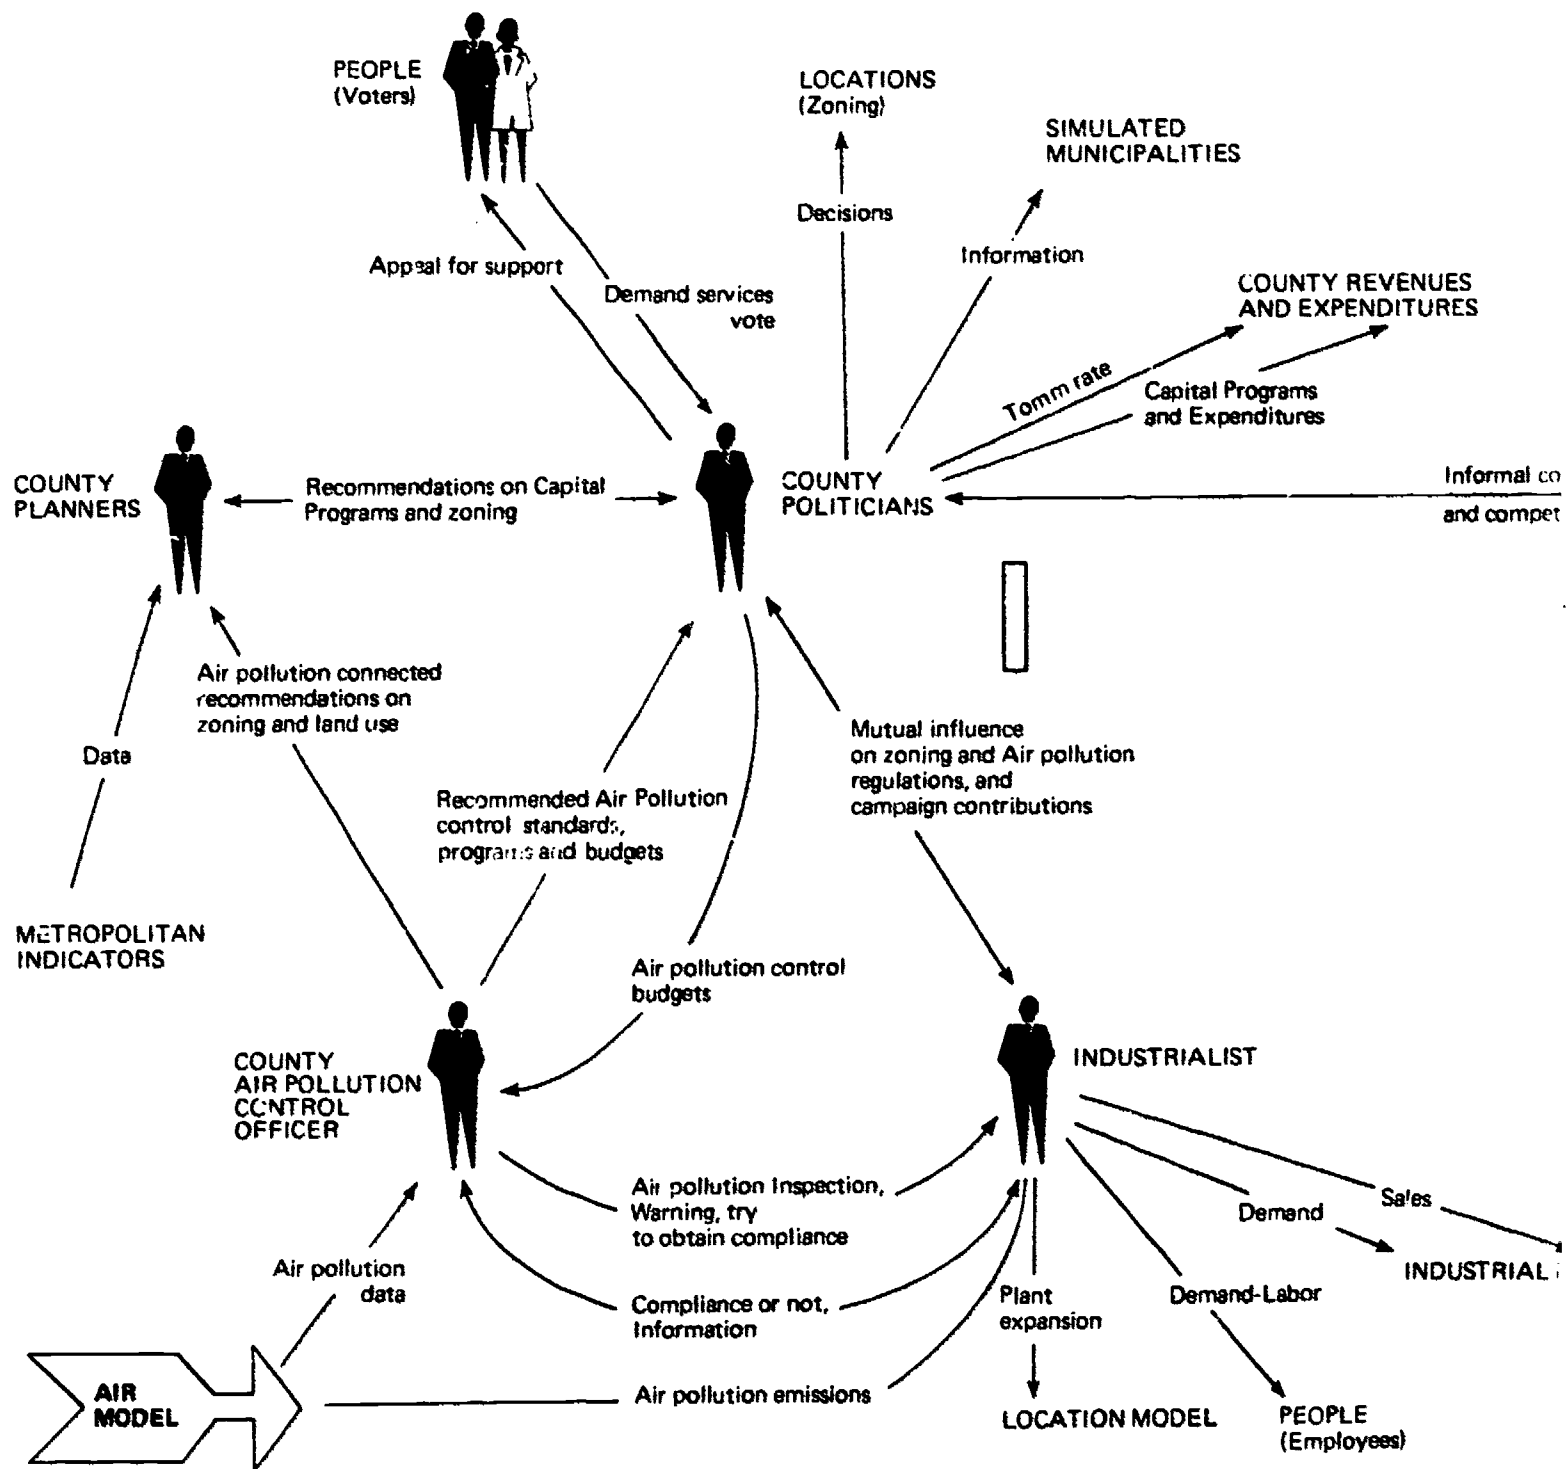 PEOPLE
(Voters)
LOCATIONS
(Zoning)
SIMULATED
MUNICIPALITIES
Decisions
Information
Appeal for support
Demand services
vote
COUNTY REVENUES
AND EXPENDITURES
Tomm rate
Capital Programs
and Expenditures
COUNTY
PLANNERS
Recommendations on Capital
Programs and zoning
COUNTY
POLITICIANS
Informal co
and compet
Air pollution connected
recommendations on
zoning and land use
Data
Mutual influence
on zoning and Air pollution
regulations, and
campaign contributions
Recommended Air Pollution
control standards,
programs and budgets
METROPOLITAN
INDICATORS
Air pollution control
budgets
COUNTY
AIR POLLUTION
CONTROL
OFFICER
INDUSTRIALIST
Air pollution Inspection,
Warning, try
to obtain compliance
Sales
Demand
INDUSTRIAL
Air pollution
data
Compliance or not,
Information
Plant
expansion
Demand-Labor
AIR
MODEL
Air pollution emissions
LOCATION MODEL
PEOPLE
(Employees)